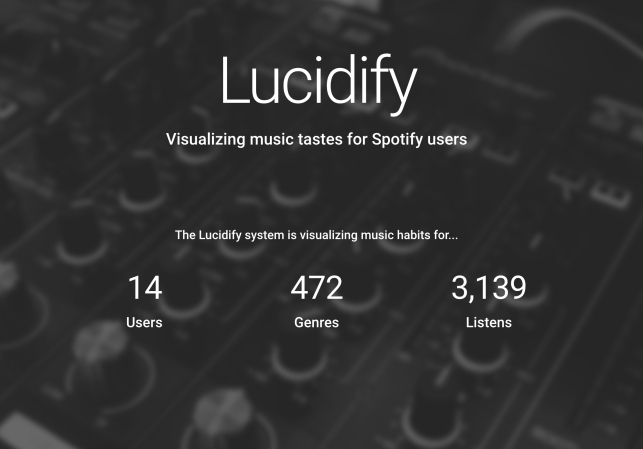 Lucidify
Visualizing music tastes for Spotify users
The Lucidify system is visualizing music habits for...
14 472 3,139
Users Genres Listens